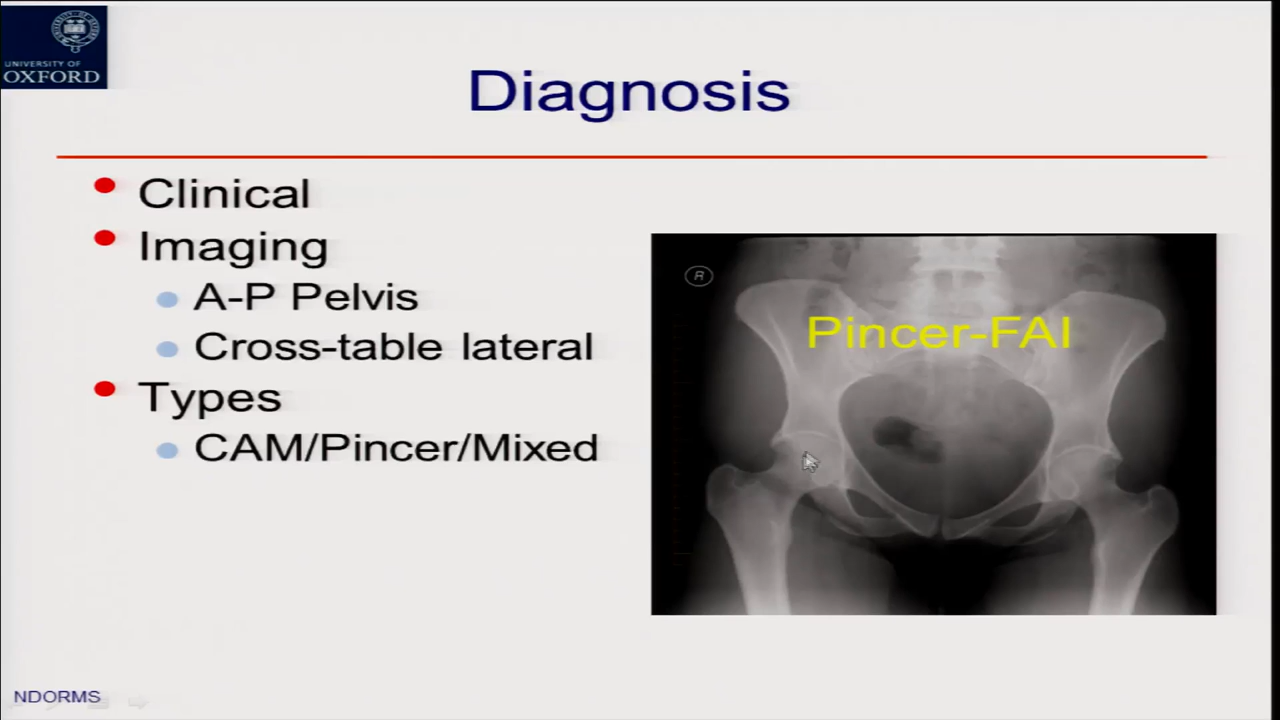 UNIVERSITY OF
OXFORD
Diagnosis
Clinical
Imaging
A-P Pelvis
Cross-table lateral
Types
CAM/Pincer/Mixed
R
Pincer-FAI
NDORMS